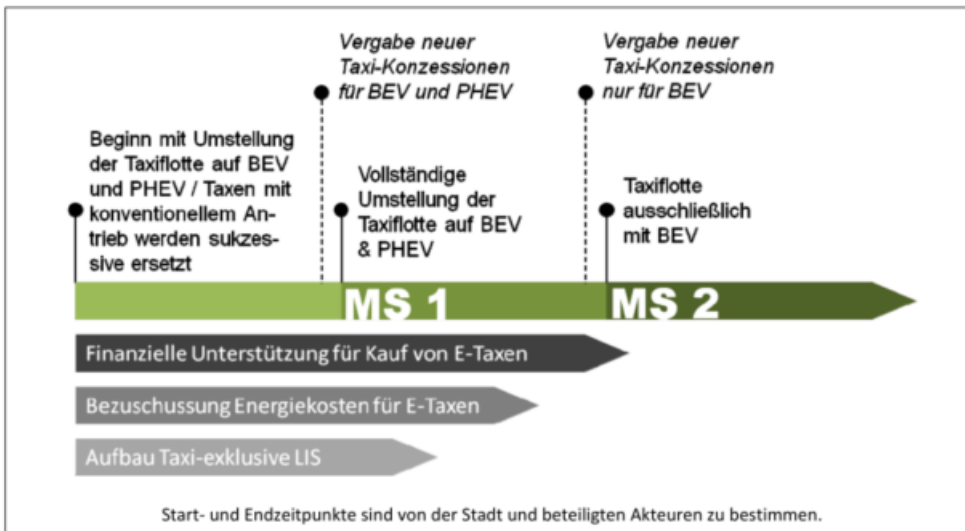 Vergabe neuer
Taxi-Konzessionen
für BEV und PHEV
Vergabe neuer
Taxi-Konzessionen
nur für BEV
Beginn mit Umstellung
der Taxiflotte auf BEV
und PHEV / Taxen mit
konventionellem An-
trieb werden sukzes-
sive ersetzt
Vollständige
Umstellung der
Taxiflotte auf BEV
& PHEV
Taxiflotte
ausschließlich
mit BEV
MS 1
MS 2
Finanzielle Unterstützung für Kauf von E-Taxen
Bezuschussung Energiekosten für E-Taxen
Aufbau Taxi-exklusive LIS
Start- und Endzeitpunkte sind von der Stadt und beteiligten Akteuren zu bestimmen.